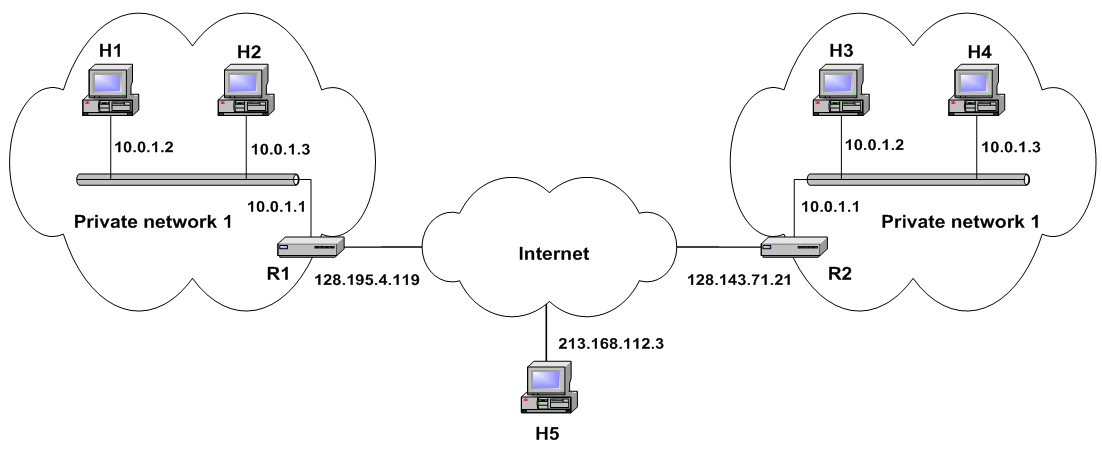 H1
H2
H3
H4
10.0.1.2
10.0.1.3
10.0.1.2
10.0.1.3
10.0.1.1
10.0.1.1
Private network 1
Private network 1
Internet
R1
128.195.4.119
128.143.71.21
R2
213.168.112.3
H5